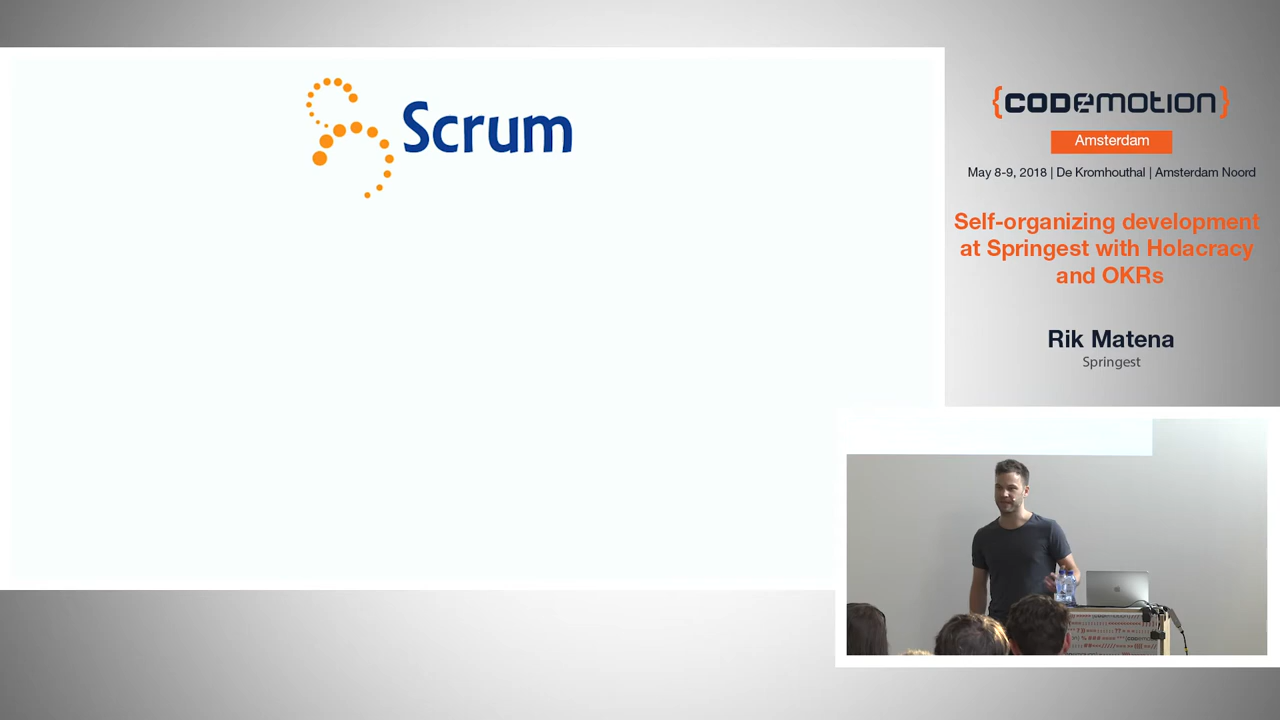 Scrum
{CODEMOTION}
Amsterdam
May 8-9, 2018 | De Kromhouthal | Amsterdam Noord
Self-organizing development
at Springest with Holacracy
and OKRs
Rik Matena
Springest